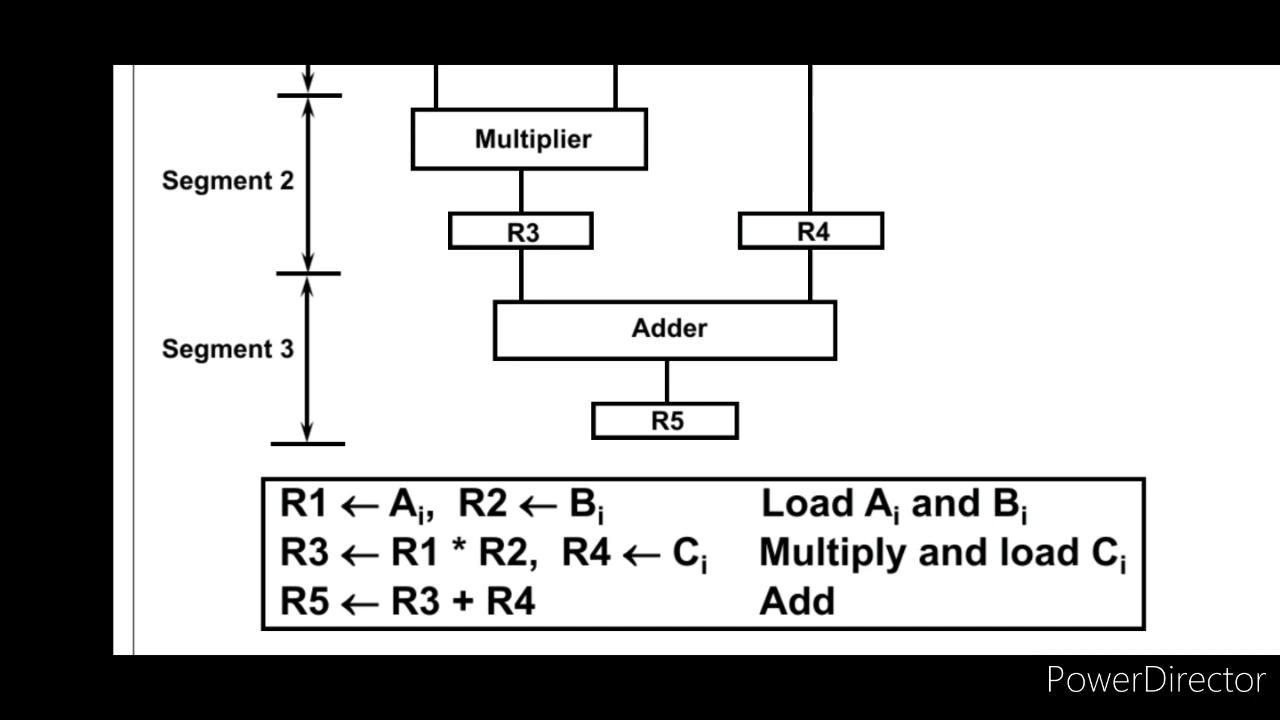 Multiplier
Segment 2
R3
R4
Adder
Segment 3
R5
R1 ← Aᵢ, R2 ← Bᵢ Load Aᵢ and Bᵢ
R3 ← R1 * R2, R4 ← Cᵢ Multiply and load Cᵢ
R5 ← R3 + R4 Add
PowerDirector